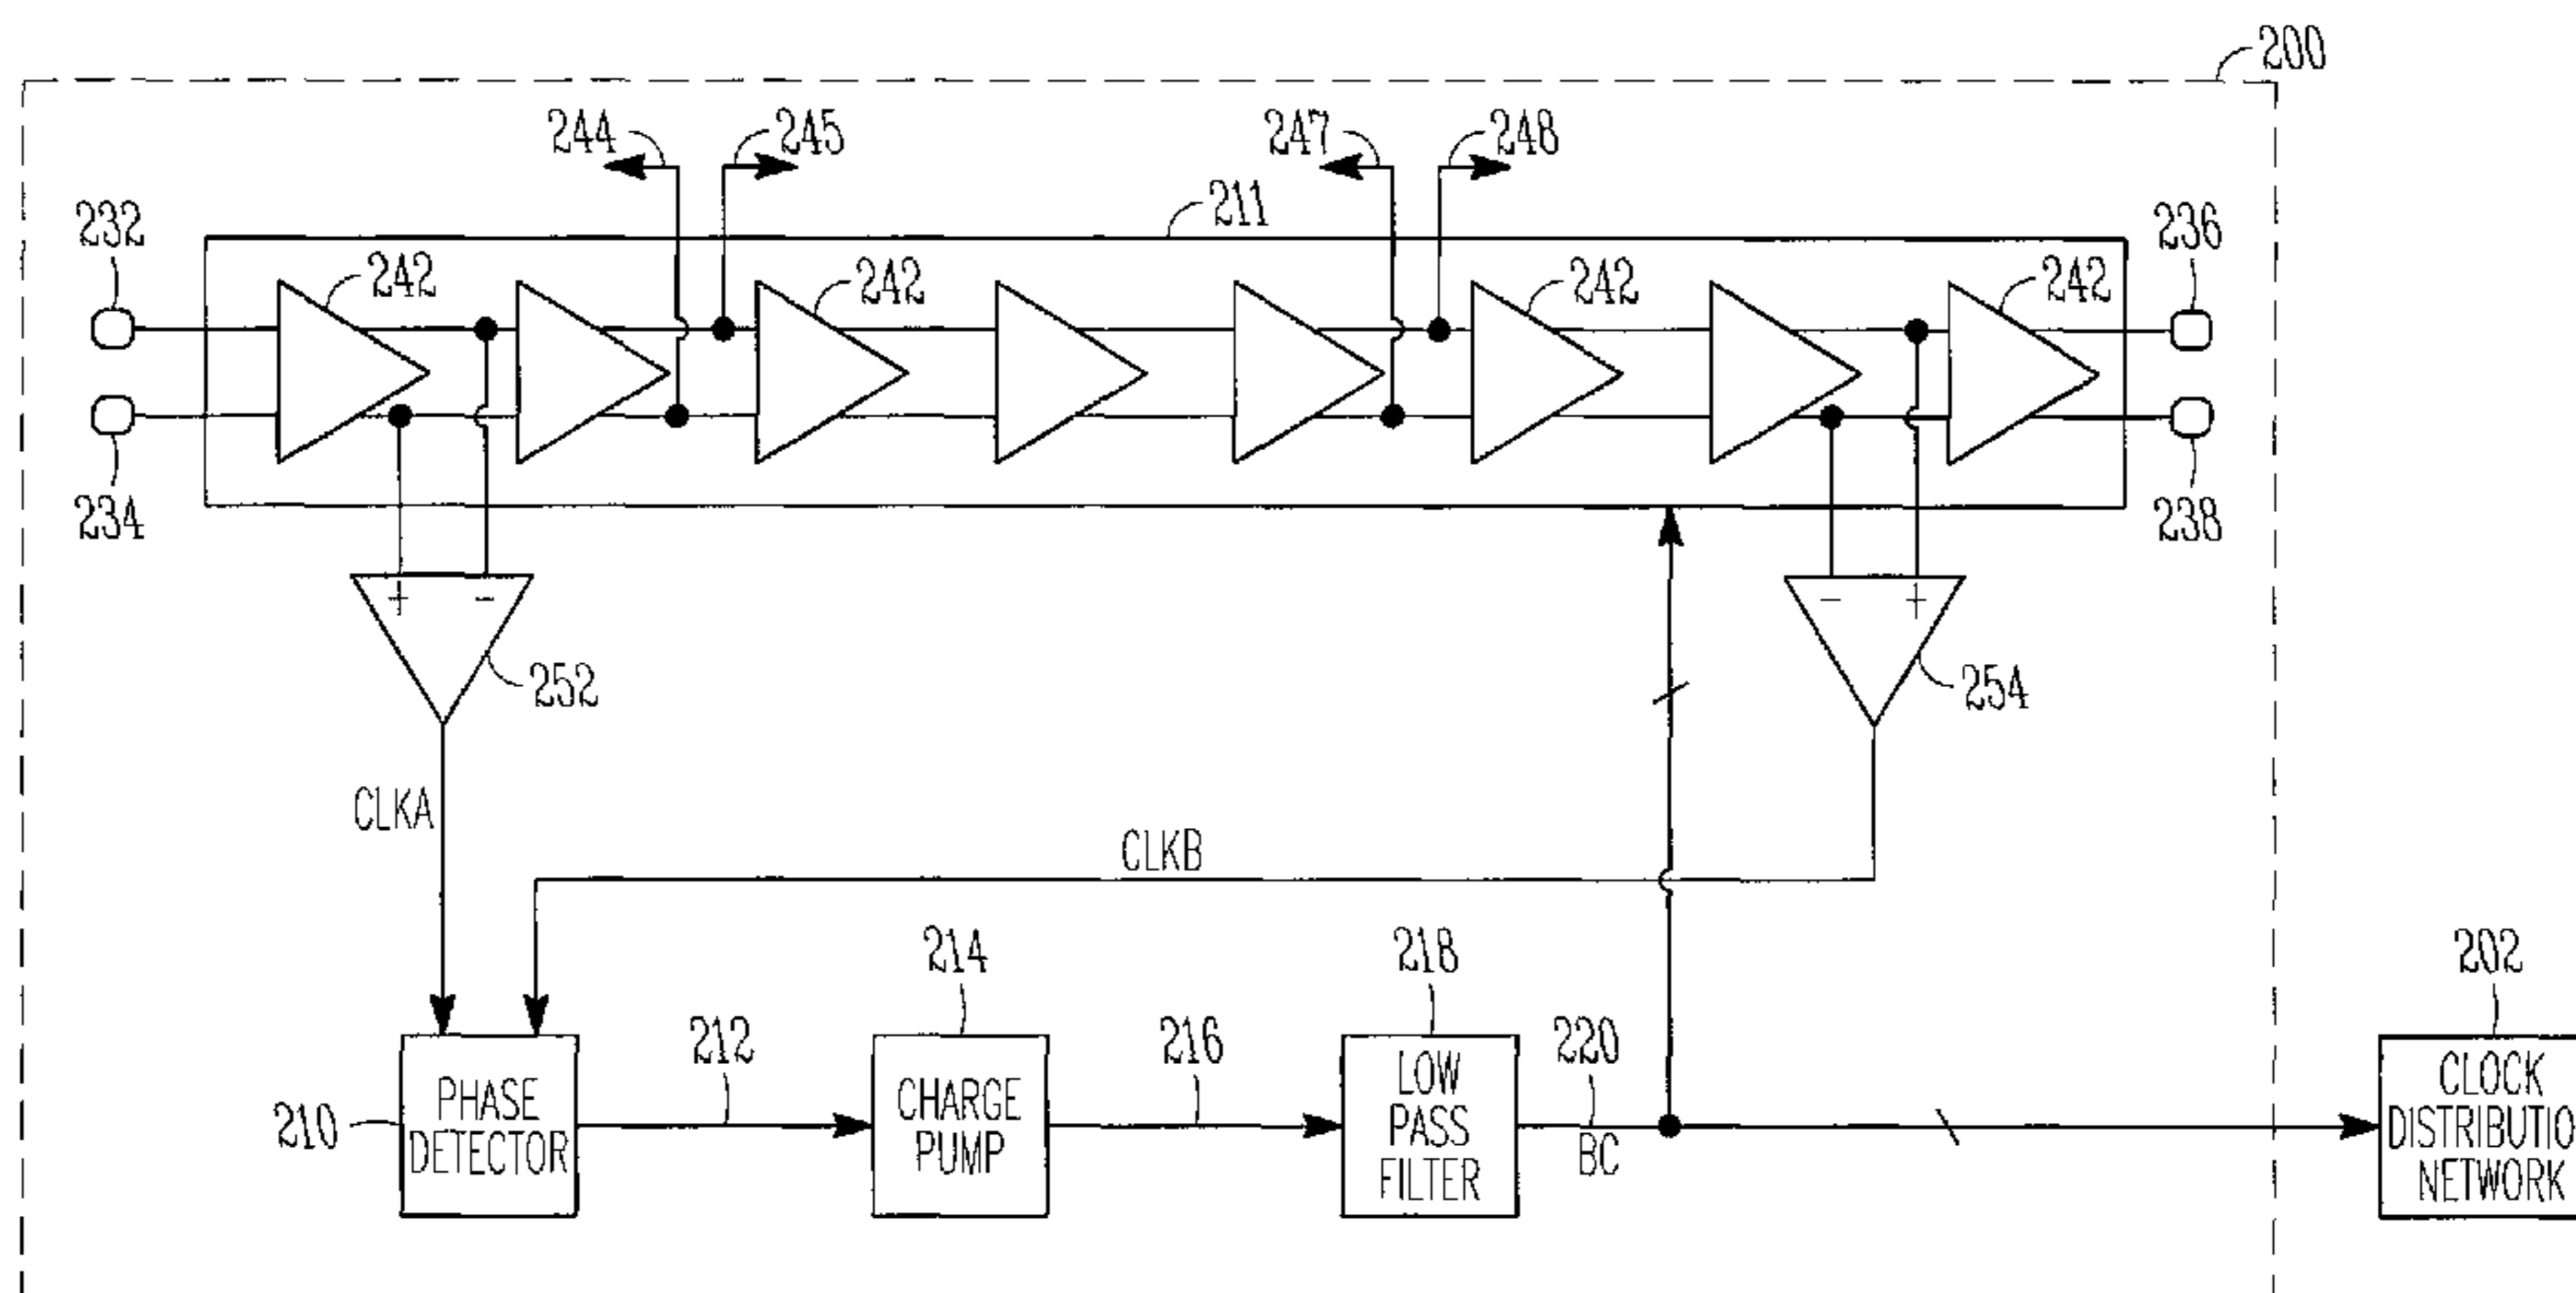 200
244
245
247
248
211
232
236
242
242
242
242
234
238
+
-
-
+
252
254
CLKA
CLKB
214
218
202
212
216
220
210
PHASE
DETECTOR
CHARGE
PUMP
LOW
PASS
FILTER
BC
CLOCK
DISTRIBUTIO
NETWORK